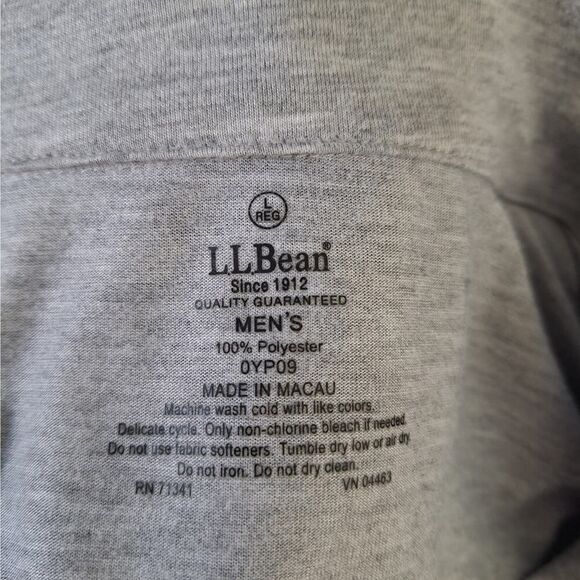 L
REG
L.L.Bean®
Since 1912
QUALITY GUARANTEED
MEN'S
100% Polyester
0YP09
MADE IN MACAU
Machine wash cold with like colors.
Delicate cycle. Only non-chlorine bleach if needed.
Do not use fabric softeners. Tumble dry low or air dry.
Do not iron. Do not dry clean.
RN 71341 VN 04463